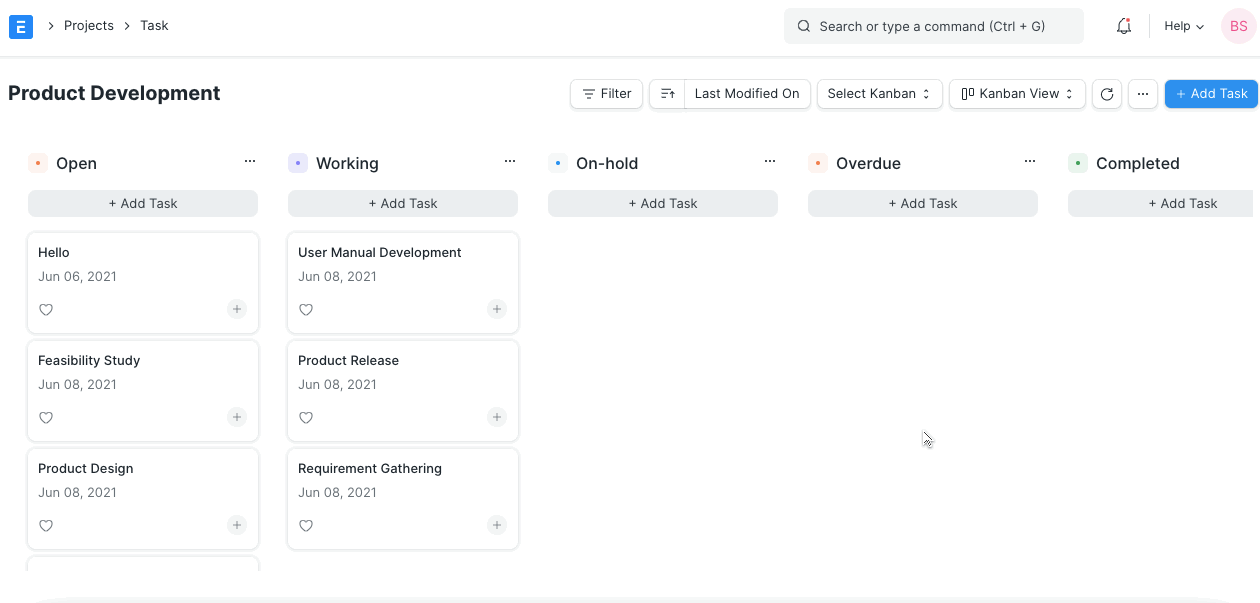 E > Projects > Task
Search or type a command (Ctrl + G)
Help
BS
Product Development
Filter
Last Modified On
Select Kanban
Kanban View
...
+ Add Task
Open ...
Working ...
On-hold ...
Overdue ...
Completed
+ Add Task
+ Add Task
+ Add Task
+ Add Task
+ Add Task
Hello
Jun 06, 2021
Feasibility Study
Jun 08, 2021
Product Design
Jun 08, 2021
User Manual Development
Jun 08, 2021
Product Release
Jun 08, 2021
Requirement Gathering
Jun 08, 2021